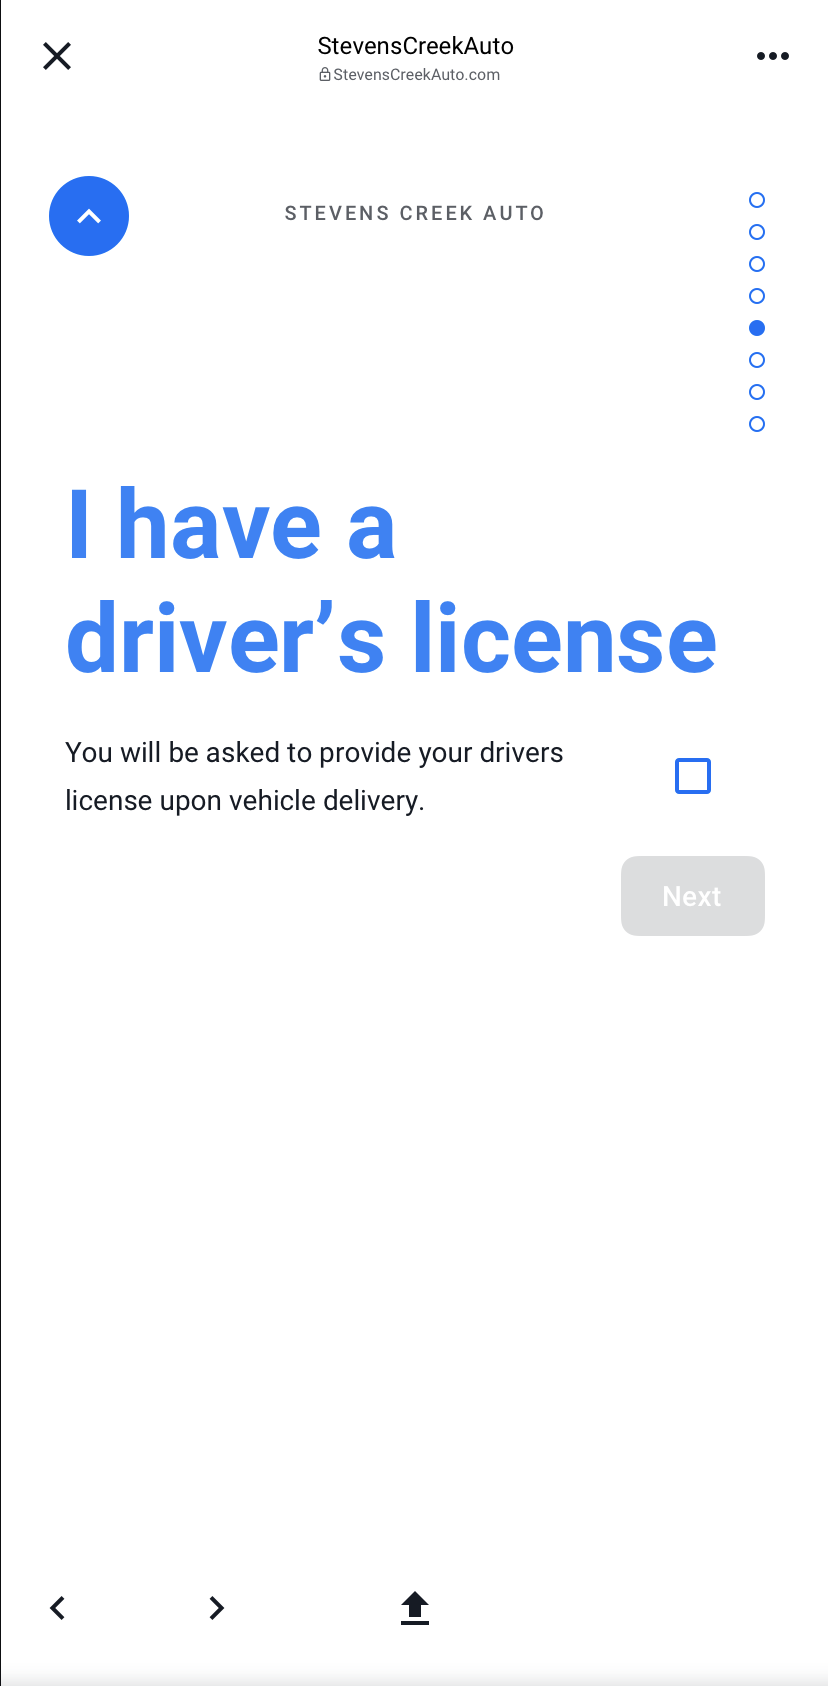 StevensCreekAuto
StevensCreekAuto.com
STEVENS CREEK AUTO
I have a
driver’s license
You will be asked to provide your drivers
license upon vehicle delivery.
Next